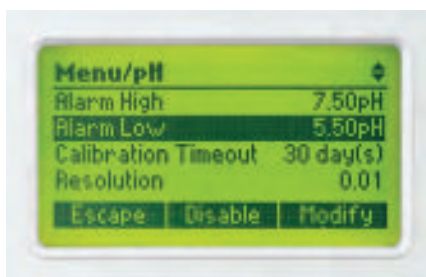 Menu/pH
Alarm High 7.50pH
Alarm Low 5.50pH
Calibration Timeout 30 day(s)
Resolution 0.01
Escape Disable Modify